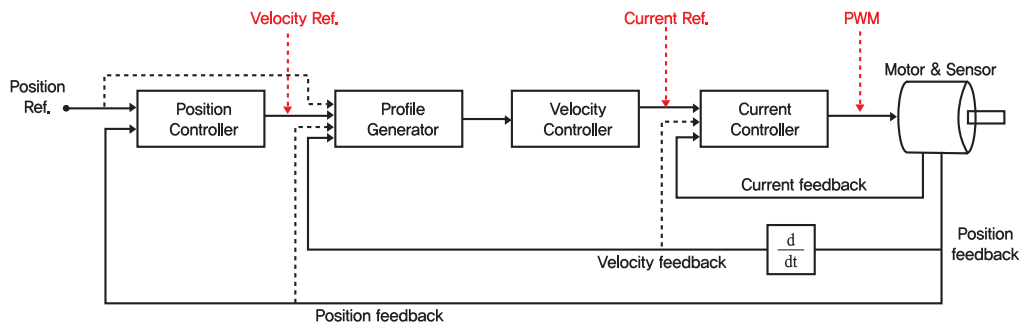 Velocity Ref.
Current Ref.
PWM
Position
Ref.
Position
Controller
Profile
Generator
Velocity
Controller
Current
Controller
Motor & Sensor
Current feedback
d
dt
Velocity feedback
Position
feedback
Position feedback